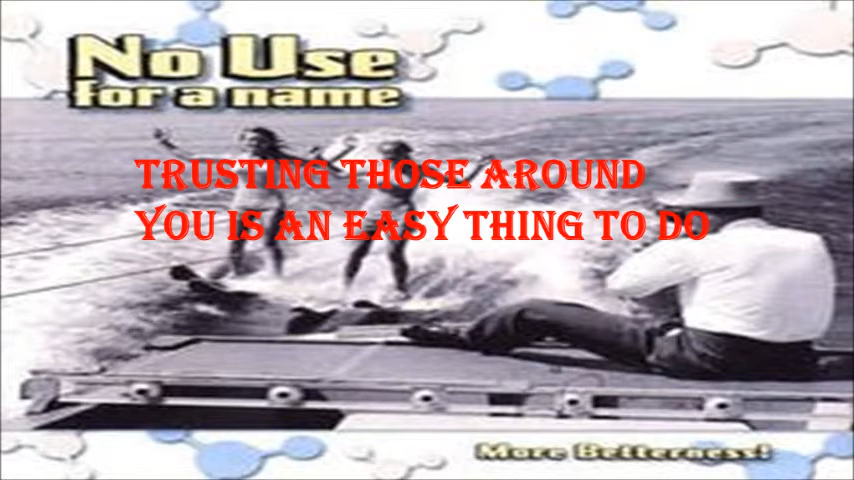 No Use
for a name
TRUSTING THOSE AROUND
YOU IS AN EASY THING TO DO
More Betterness!